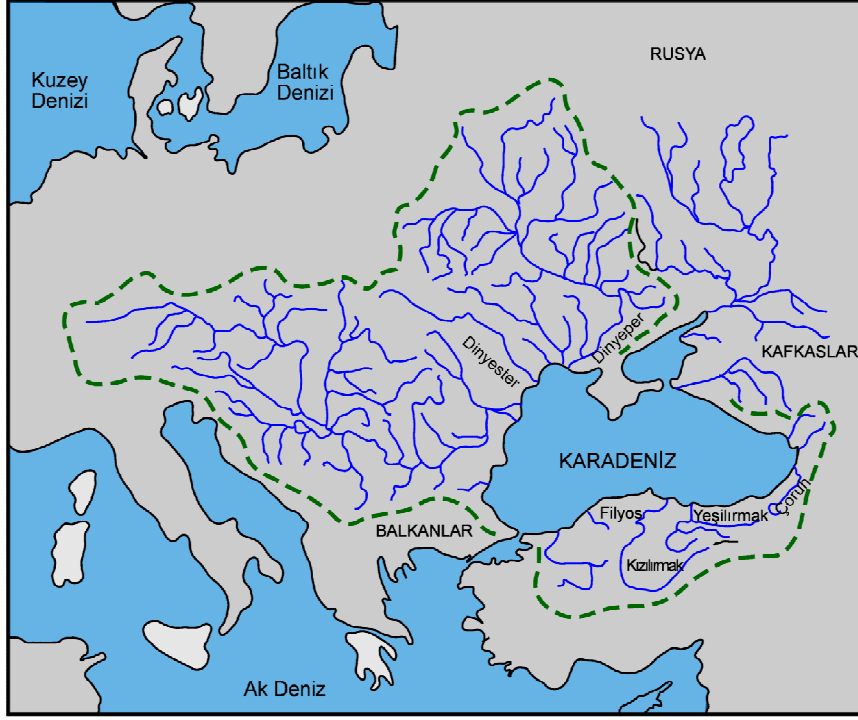 RUSYA
Kuzey
Denizi
Baltık
Denizi
Dinyester
Dinyeper
KAFKASLAR
KARADENİZ
Filyos
Yeşilırmak
Çoruh
BALKANLAR
Kızılırmak
Ak Deniz